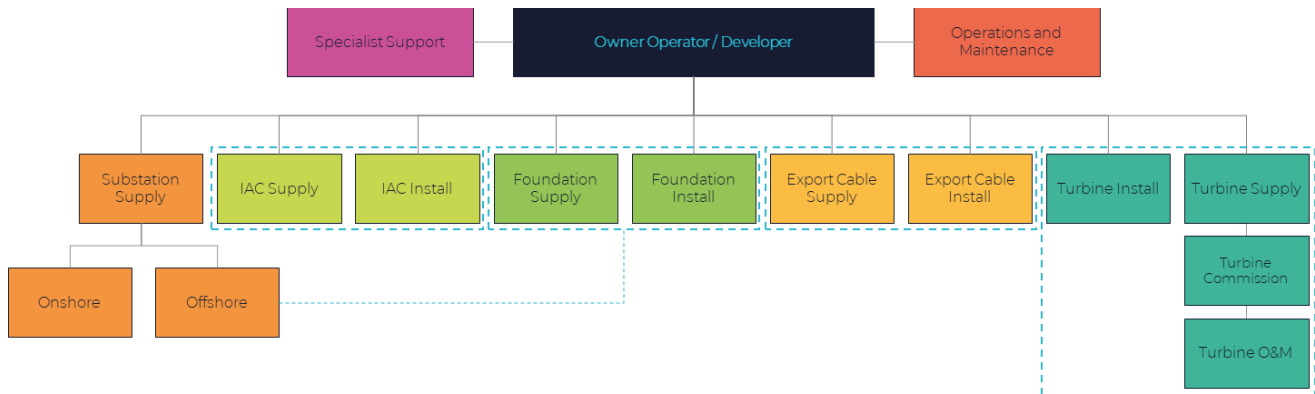 Specialist Support
Owner Operator / Developer
Operations and
Maintenance
Substation
Supply
IAC Supply
IAC Install
Foundation
Supply
Foundation
Install
Export Cable
Supply
Export Cable
Install
Turbine Install
Turbine Supply
Onshore
Offshore
Turbine
Commission
Turbine O&M